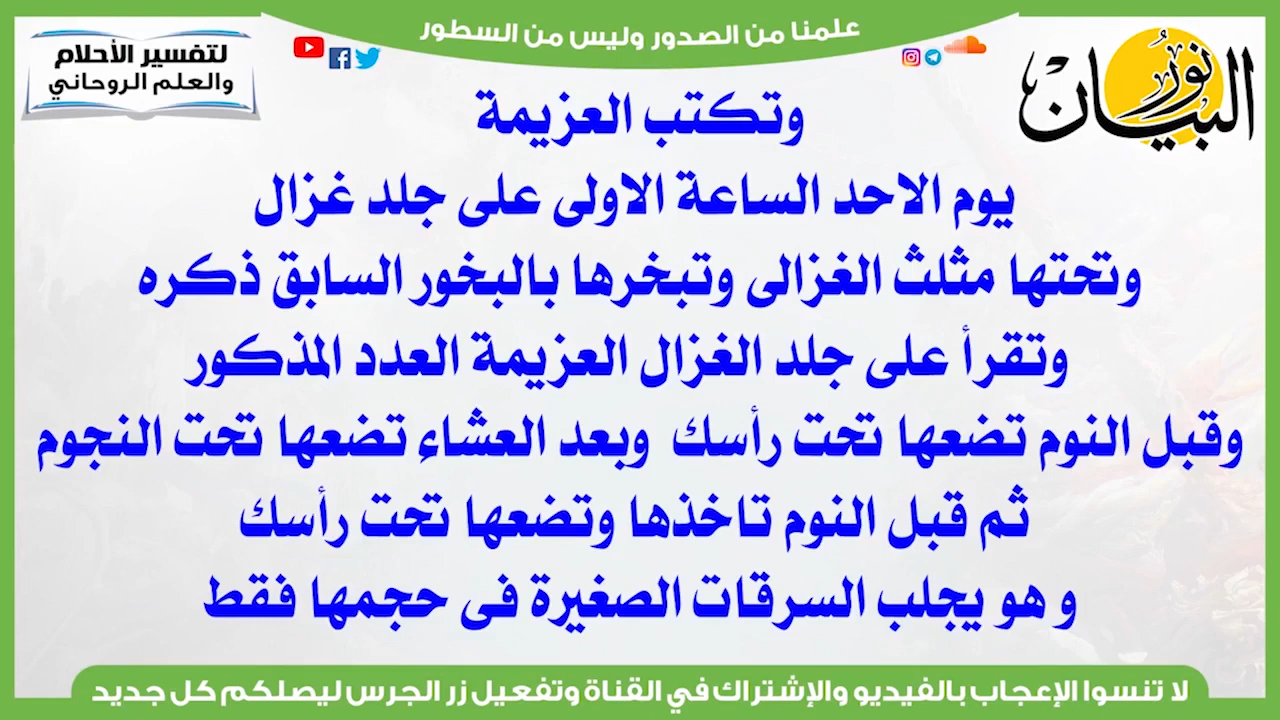 علمنا من الصدور وليس من السطور
لتفسير الأحلام
والعلم الروحاني
نور
البيان
وتكتب العزيمة
يوم الاحد الساعة الاولى على جلد غزال
وتحتها مثلث الغزالى وتبخرها بالبخور السابق ذكره
وتقرأ على جلد الغزال العزيمة العدد المذكور
وقبل النوم تضعها تحت رأسك وبعد العشاء تضعها تحت النجوم
ثم قبل النوم تاخذها وتضعها تحت رأسك
و هو يجلب السرقات الصغيرة فى حجمها فقط
لا تنسوا الإعجاب بالفيديو والإشتراك في القناة وتفعيل زر الجرس ليصلكم كل جديد